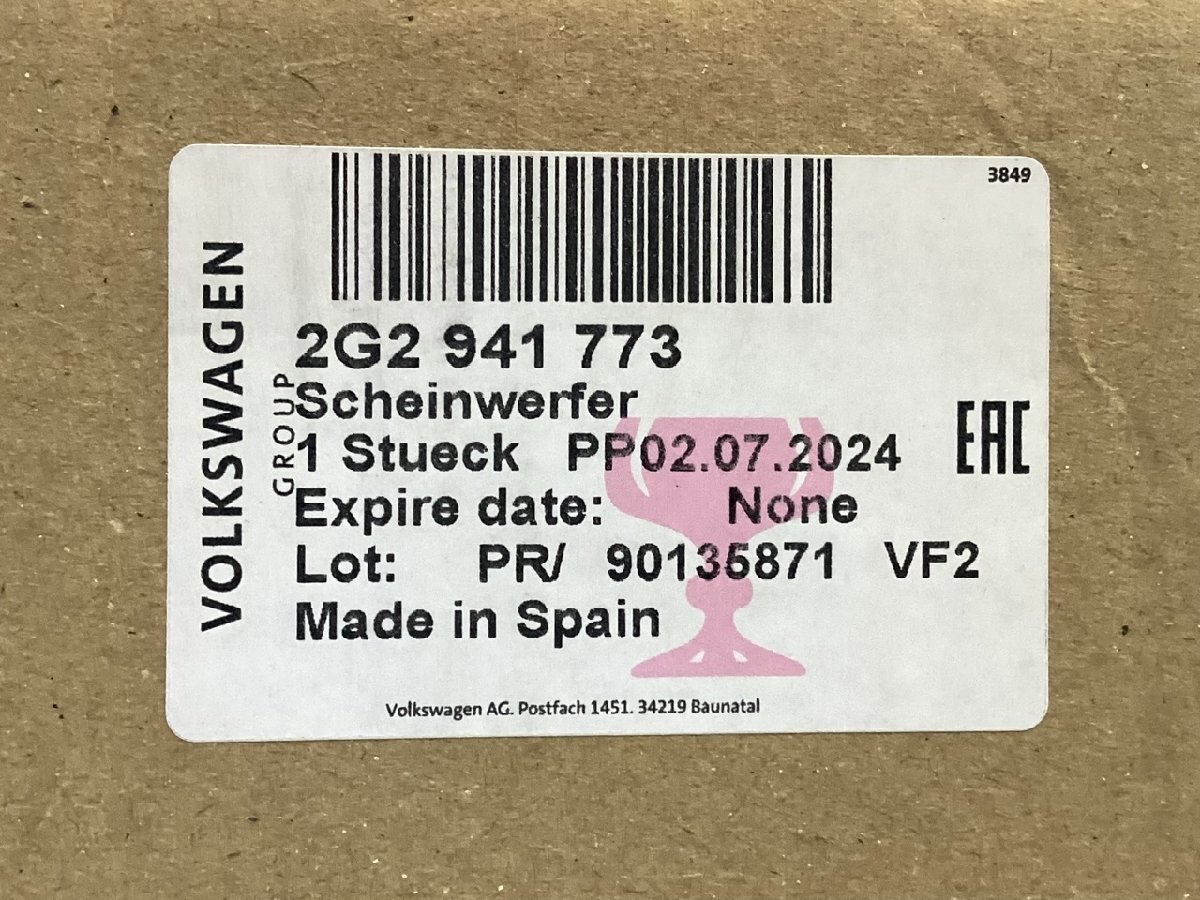 3849
VOLKSWAGEN
GROUP
2G2 941 773
Scheinwerfer
1 Stueck PP02.07.2024
EAC
Expire date: None
Lot: PR/ 90135871 VF2
Made in Spain
Volkswagen AG. Postfach 1451. 34219 Baunatal